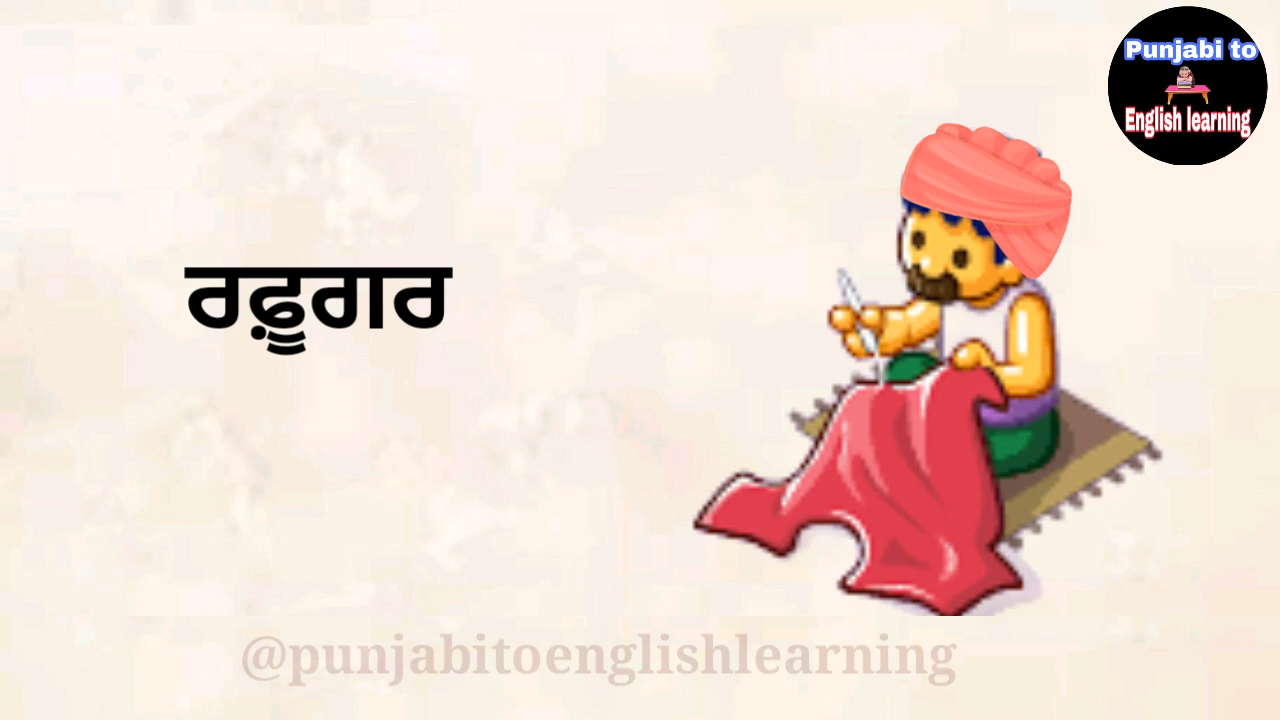 Punjabi to
English learning
ਰਫ਼ੂਗਰ
@punjabitoenglishlearning